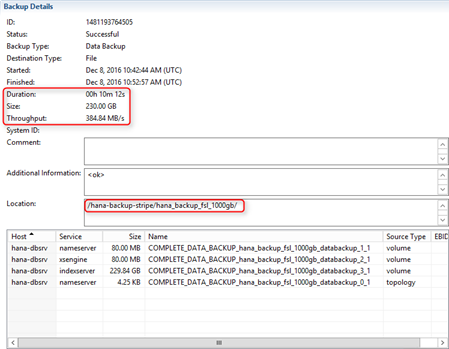 Backup Details
ID: 1481193764505
Status: Successful
Backup Type: Data Backup
Destination Type: File
Started: Dec 8, 2016 10:42:44 AM (UTC)
Finished: Dec 8, 2016 10:52:57 AM (UTC)
Duration: 00h 10m 12s
Size: 230.00 GB
Throughput: 384.84 MB/s
System ID:
Comment:
Additional Information: <ok>
Location: /hana-backup-stripe/hana_backup_fsl_1000gb/
Host Service Size Name Source Type EBID
hana-dbsrv nameserver 80.00 MB COMPLETE_DATA_BACKUP_hana_backup_fsl_1000gb_databackup_1_1 volume
hana-dbsrv xsengine 80.00 MB COMPLETE_DATA_BACKUP_hana_backup_fsl_1000gb_databackup_2_1 volume
hana-dbsrv indexserver 229.84 GB COMPLETE_DATA_BACKUP_hana_backup_fsl_1000gb_databackup_3_1 volume
hana-dbsrv nameserver 4.25 KB COMPLETE_DATA_BACKUP_hana_backup_fsl_1000gb_databackup_0_1 topology